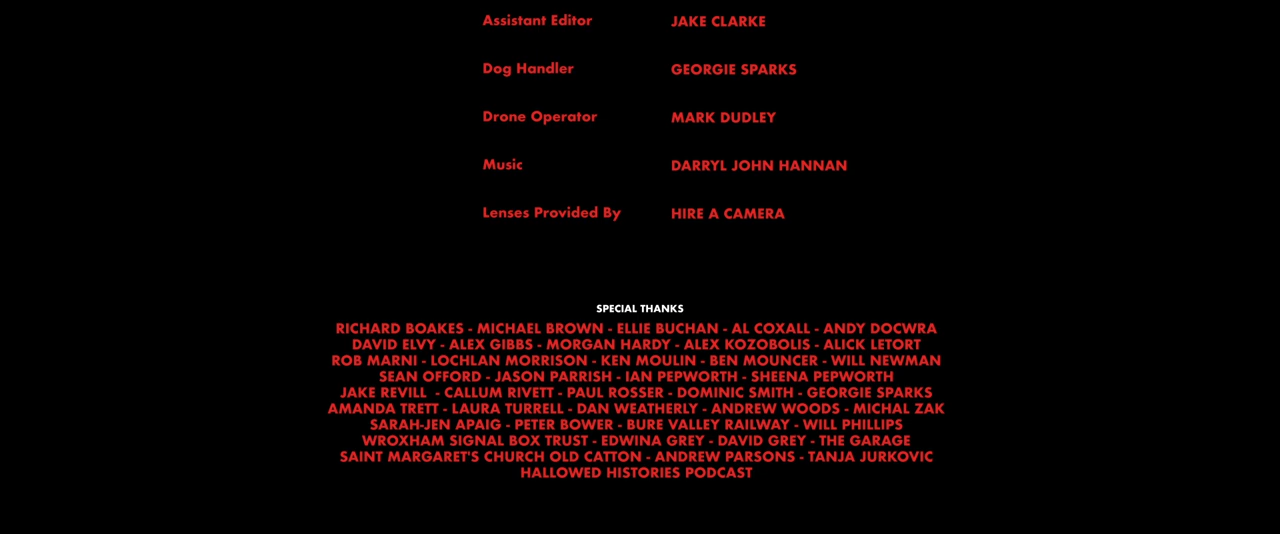 Assistant Editor JAKE CLARKE
Dog Handler GEORGIE SPARKS
Drone Operator MARK DUDLEY
Music DARRYL JOHN HANNAN
Lenses Provided By HIRE A CAMERA
SPECIAL THANKS
RICHARD BOAKES - MICHAEL BROWN - ELLIE BUCHAN - AL COXALL - ANDY DOCWRA
DAVID ELVY - ALEX GIBBS - MORGAN HARDY - ALEX KOZOBOLIS - ALICK LETORT
ROB MARNI - LOCHLAN MORRISON - KEN MOULIN - BEN MOUNCER - WILL NEWMAN
SEAN OFFORD - JASON PARRISH - IAN PEPWORTH - SHEENA PEPWORTH
JAKE REVILL - CALLUM RIVETT - PAUL ROSSER - DOMINIC SMITH - GEORGIE SPARKS
AMANDA TRETT - LAURA TURRELL - DAN WEATHERLY - ANDREW WOODS - MICHAL ZAK
SARAH-JEN APAIG - PETER BOWER - BURE VALLEY RAILWAY - WILL PHILLIPS
WROXHAM SIGNAL BOX TRUST - EDWINA GREY - DAVID GREY - THE GARAGE
SAINT MARGARET'S CHURCH OLD CATTON - ANDREW PARSONS - TANJA JURKOVIC
HALLOWED HISTORIES PODCAST